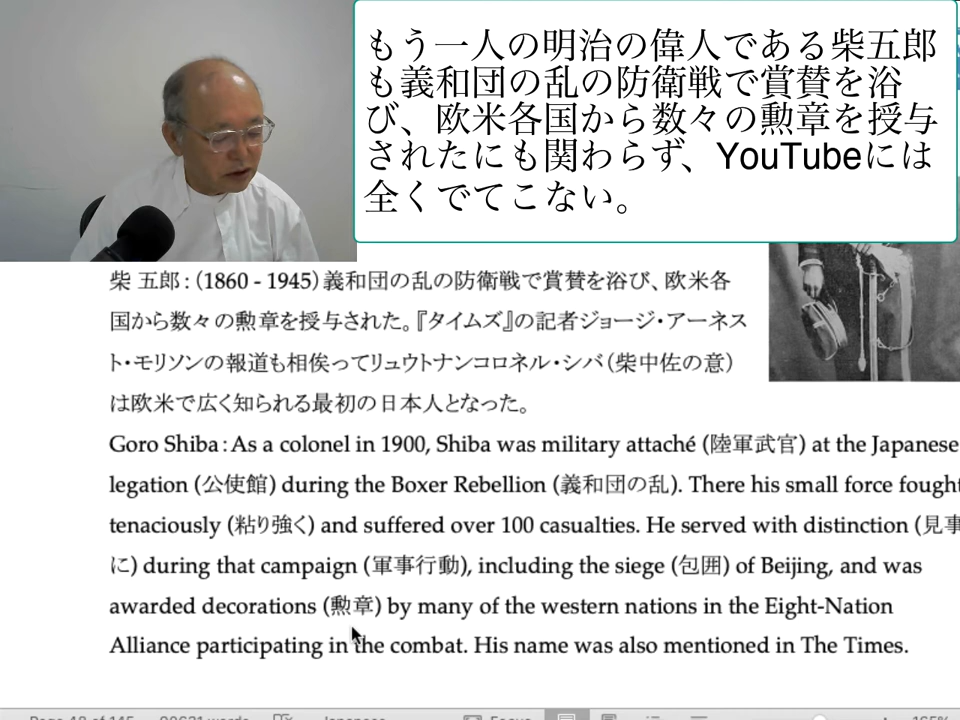 もう一人の明治の偉人である柴五郎
も義和団の乱の防衛戦で賞賛を浴
び、欧米各国から数々の勲章を授与
されたにも関わらず、YouTubeには
全くでてこない。
柴 五郎：（1860 - 1945）義和団の乱の防衛戦で賞賛を浴び、欧米各
国から数々の勲章を授与された。『タイムズ』の記者ジョージ・アーネス
ト・モリソンの報道も相俟ってリュウトナンコロネル・シバ（柴中佐の意）
は欧米で広く知られる最初の日本人となった。
Goro Shiba：As a colonel in 1900, Shiba was military attaché (陸軍武官) at the Japanese
legation (公使館) during the Boxer Rebellion (義和団の乱). There his small force fought
tenaciously (粘り強く) and suffered over 100 casualties. He served with distinction (見事
に) during that campaign (軍事行動), including the siege (包囲) of Beijing, and was
awarded decorations (勲章) by many of the western nations in the Eight-Nation
Alliance participating in the combat. His name was also mentioned in The Times.